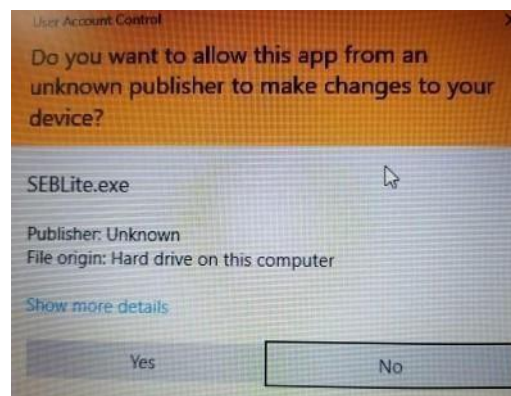 User Account Control
Do you want to allow this app from an
unknown publisher to make changes to your
device?
SEBLite.exe
Publisher: Unknown
File origin: Hard drive on this computer
Show more details
Yes
No